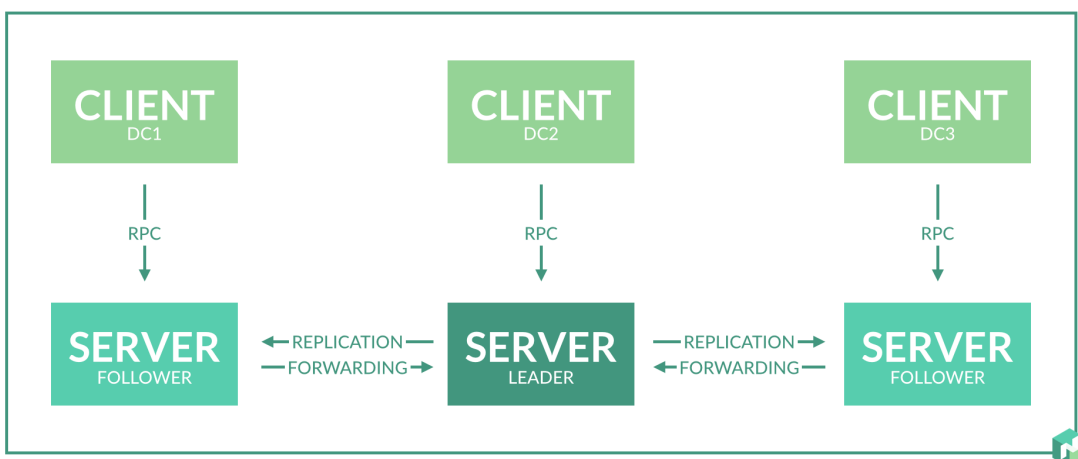 CLIENT
DC1
CLIENT
DC2
CLIENT
DC3
RPC
RPC
RPC
SERVER
FOLLOWER
REPLICATION
FORWARDING
SERVER
LEADER
REPLICATION
FORWARDING
SERVER
FOLLOWER